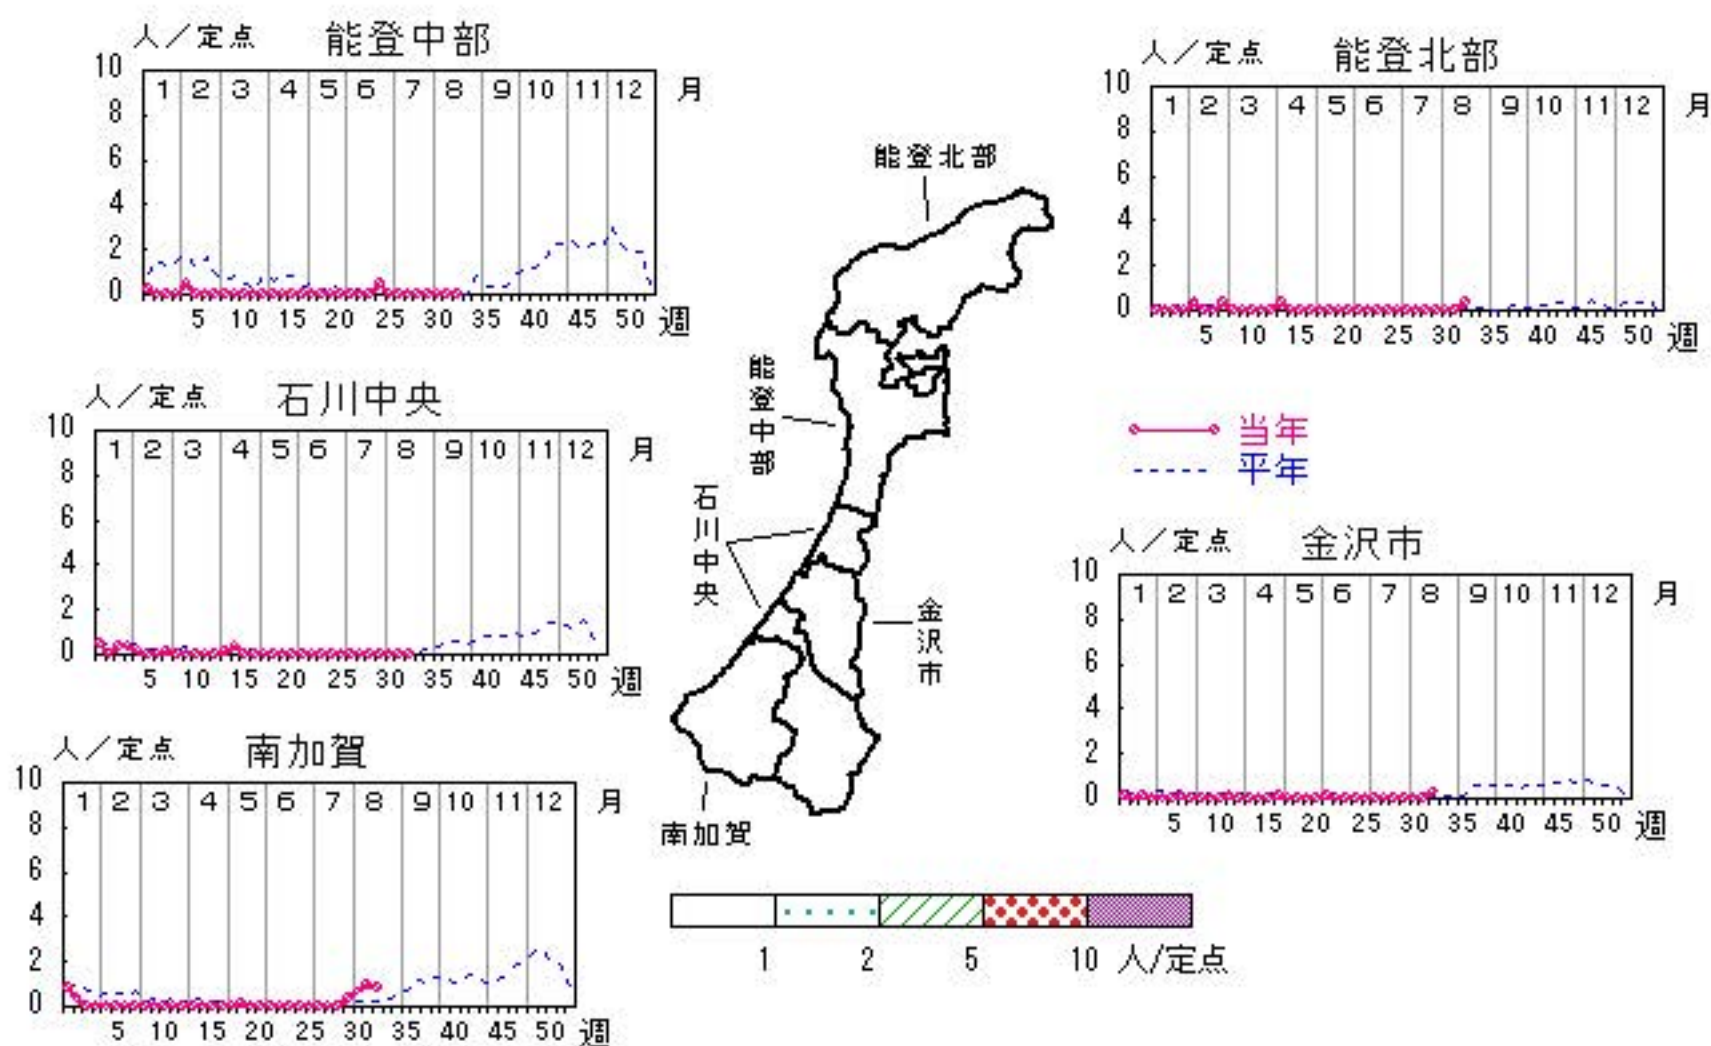 人／定点 能登中部
10 8 6 4 2 0
1 2 3 4 5 6 7 8 9 10 11 12 月
5 10 15 20 25 30 35 40 45 50 週
人／定点 能登北部
10 8 6 4 2 0
1 2 3 4 5 6 7 8 9 10 11 12 月
5 10 15 20 25 30 35 40 45 50 週
人／定点 石川中央
10 8 6 4 2 0
1 2 3 4 5 6 7 8 9 10 11 12 月
5 10 15 20 25 30 35 40 45 50 週
能登北部
能登中部
石川中央
金沢市
南加賀
当年
平年
人／定点 金沢市
10 8 6 4 2 0
1 2 3 4 5 6 7 8 9 10 11 12 月
5 10 15 20 25 30 35 40 45 50 週
人／定点 南加賀
10 8 6 4 2 0
1 2 3 4 5 6 7 8 9 10 11 12 月
5 10 15 20 25 30 35 40 45 50 週
1 2 5 10 人/定点